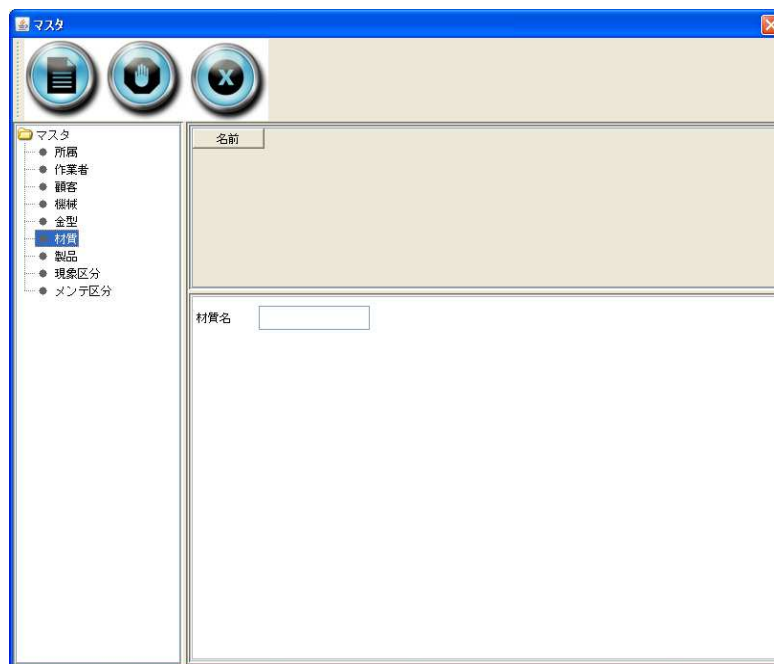 マスタ
X
マスタ
所属
作業者
顧客
機械
金型
材質
製品
現象区分
メンテ区分
名前
材質名